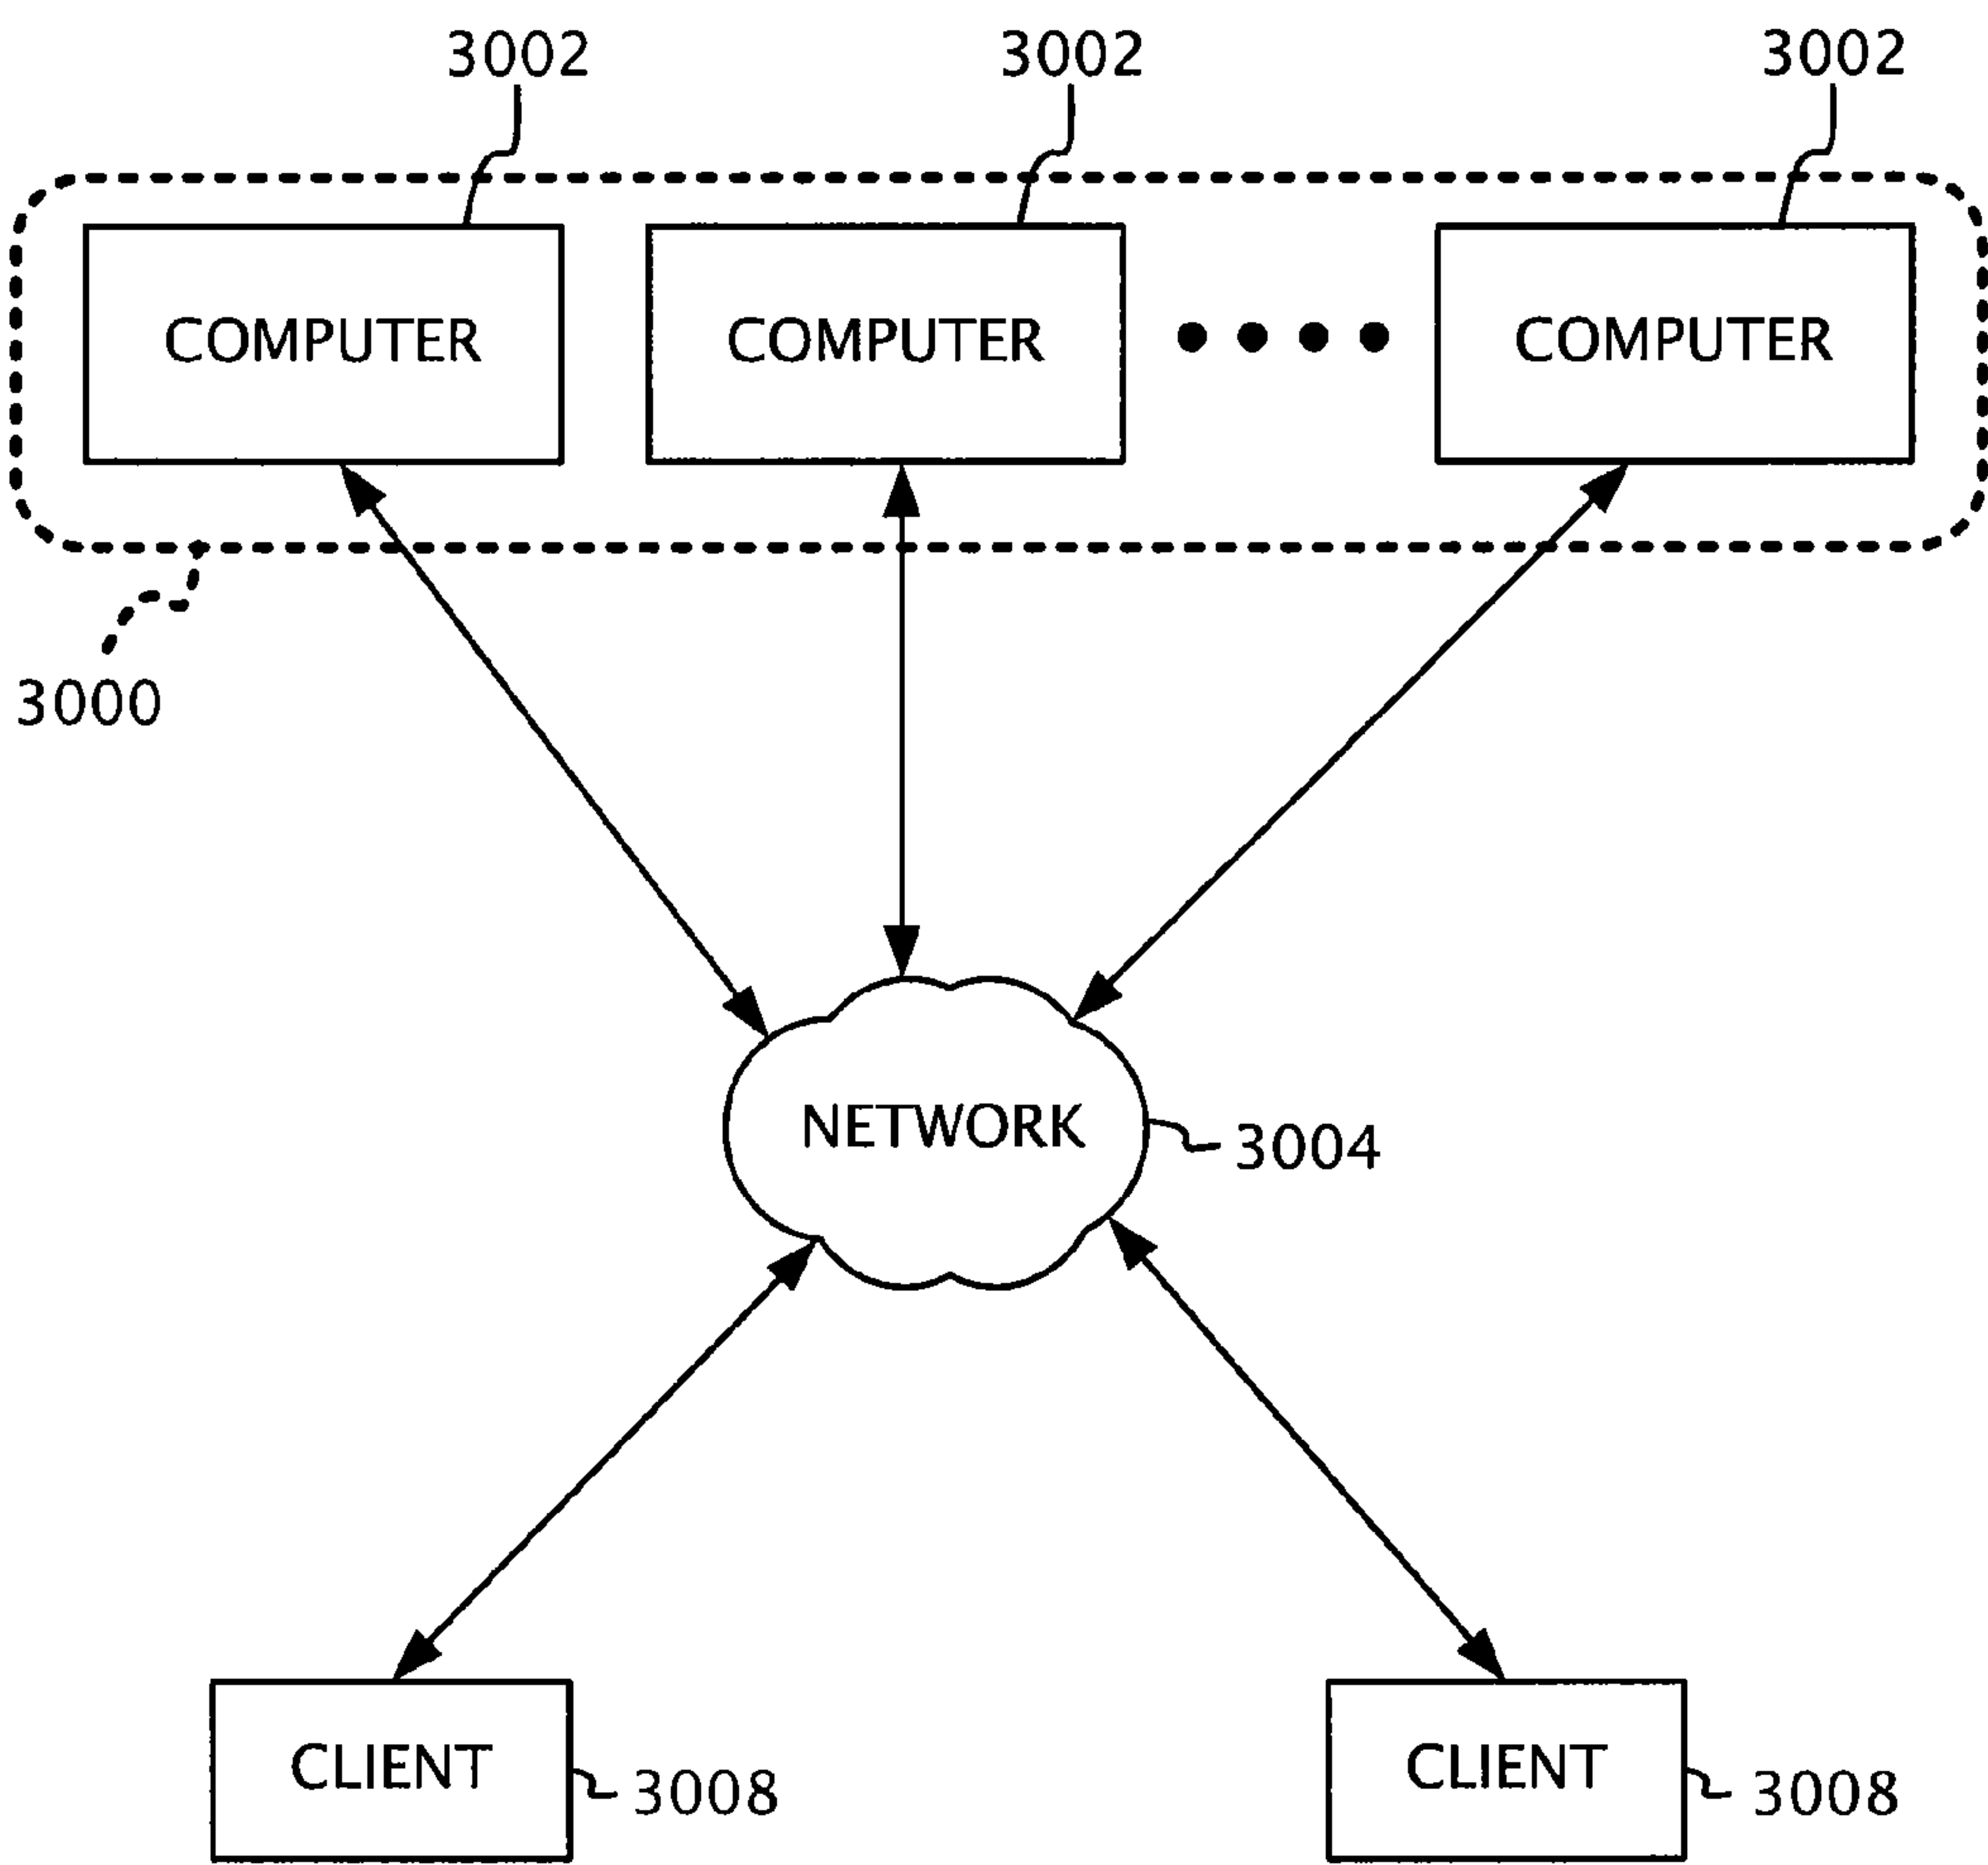 3002 3002 3002
COMPUTER COMPUTER COMPUTER
3000
NETWORK
3004
CLIENT 3008 CLIENT 3008